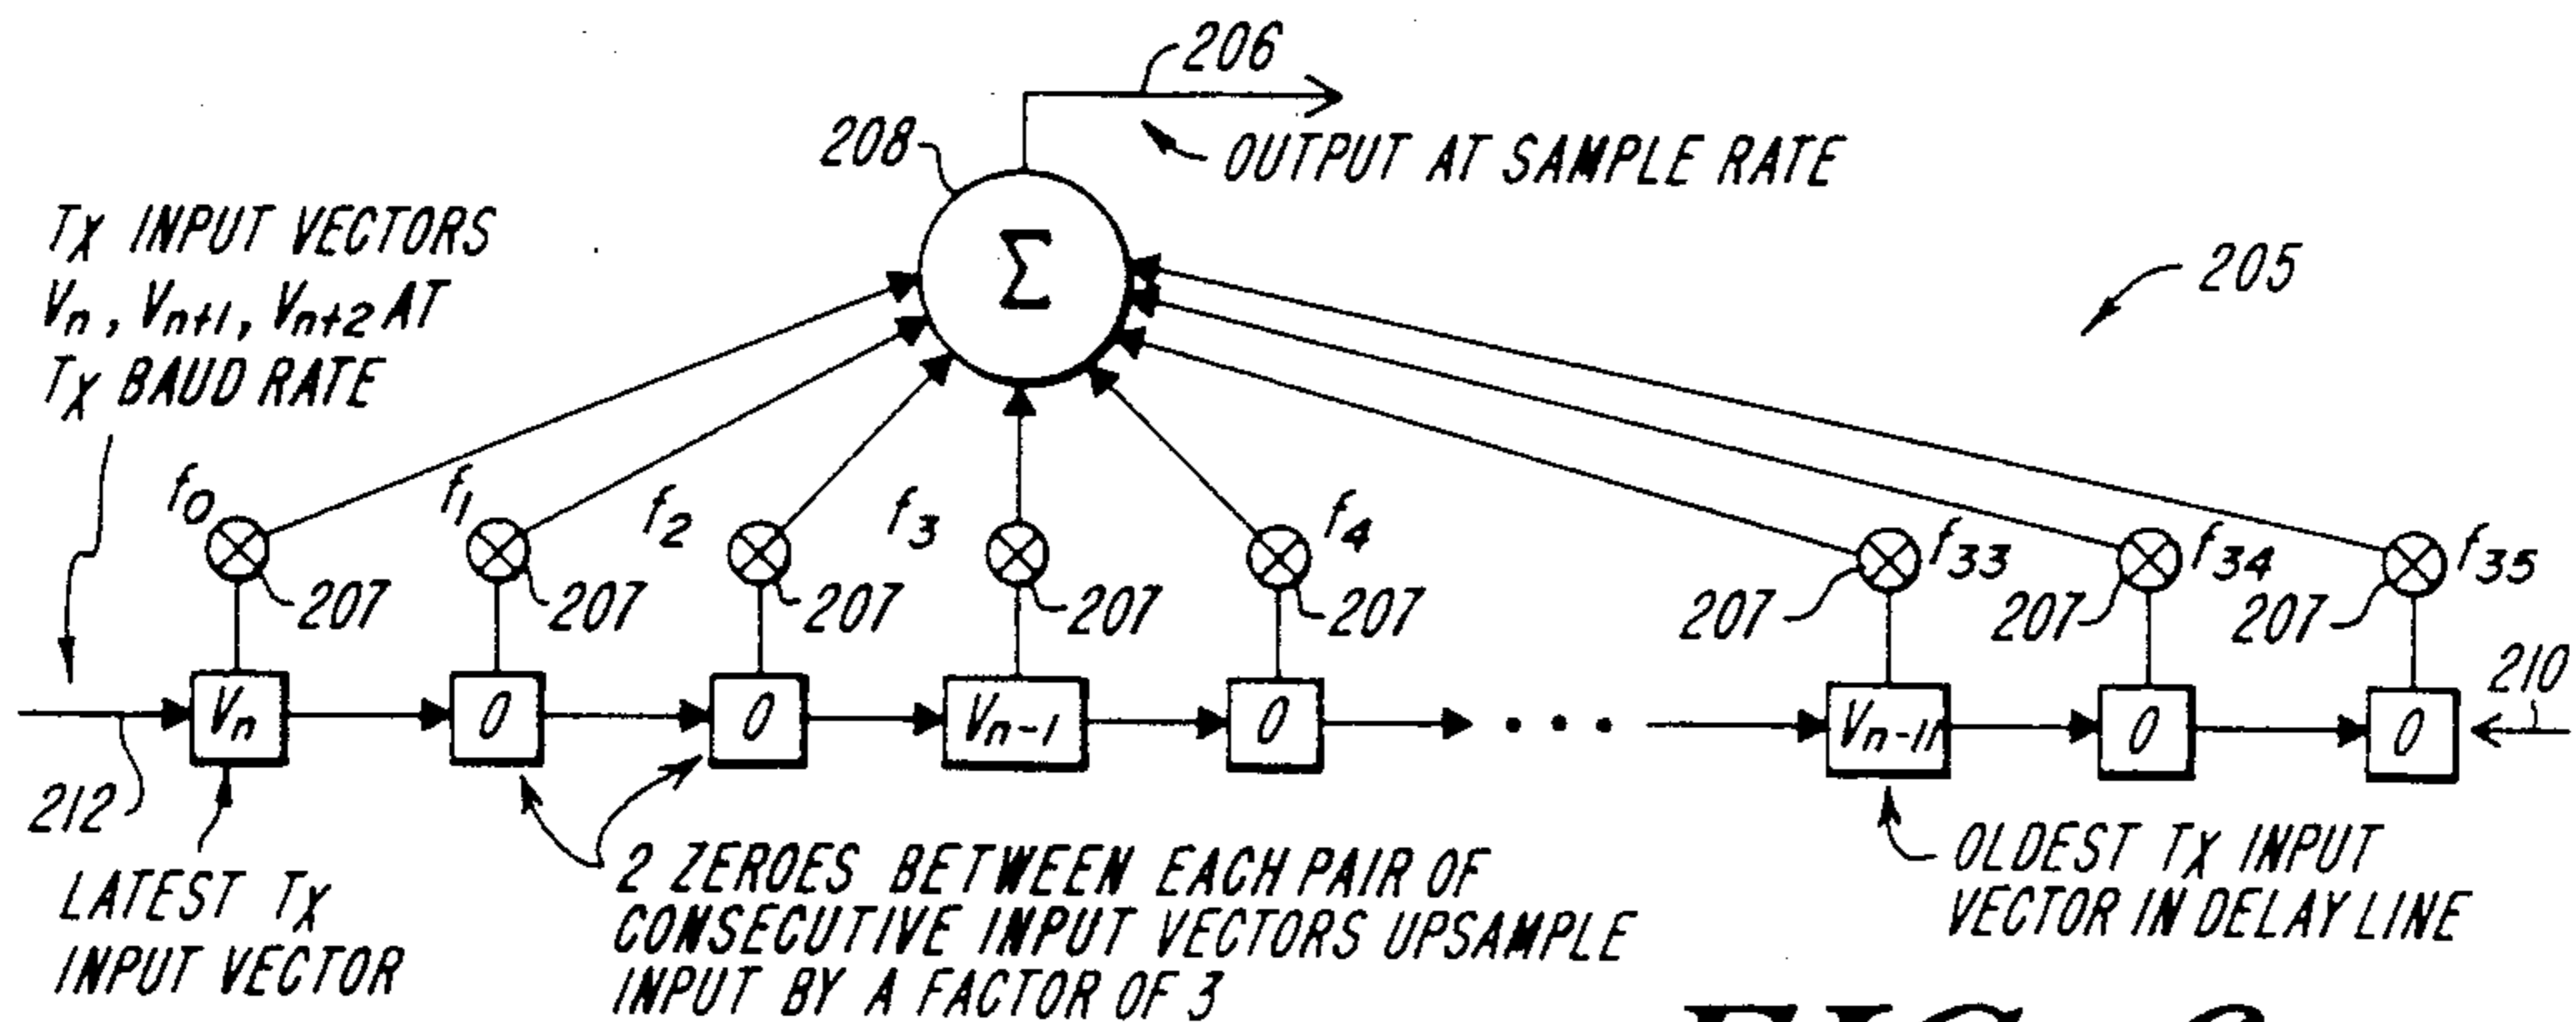 206
208
OUTPUT AT SAMPLE RATE
Σ
TX INPUT VECTORS
Vn, Vn+1, Vn+2 AT
TX BAUD RATE
205
f0 f1 f2 f3 f4 f33 f34 f35
207 207 207 207 207 207 207 207
210
Vn 0 0 Vn-1 0 ... Vn-11 0 0
212
LATEST TX
INPUT VECTOR
2 ZEROES BETWEEN EACH PAIR OF
CONSECUTIVE INPUT VECTORS UPSAMPLE
INPUT BY A FACTOR OF 3
OLDEST TX INPUT
VECTOR IN DELAY LINE